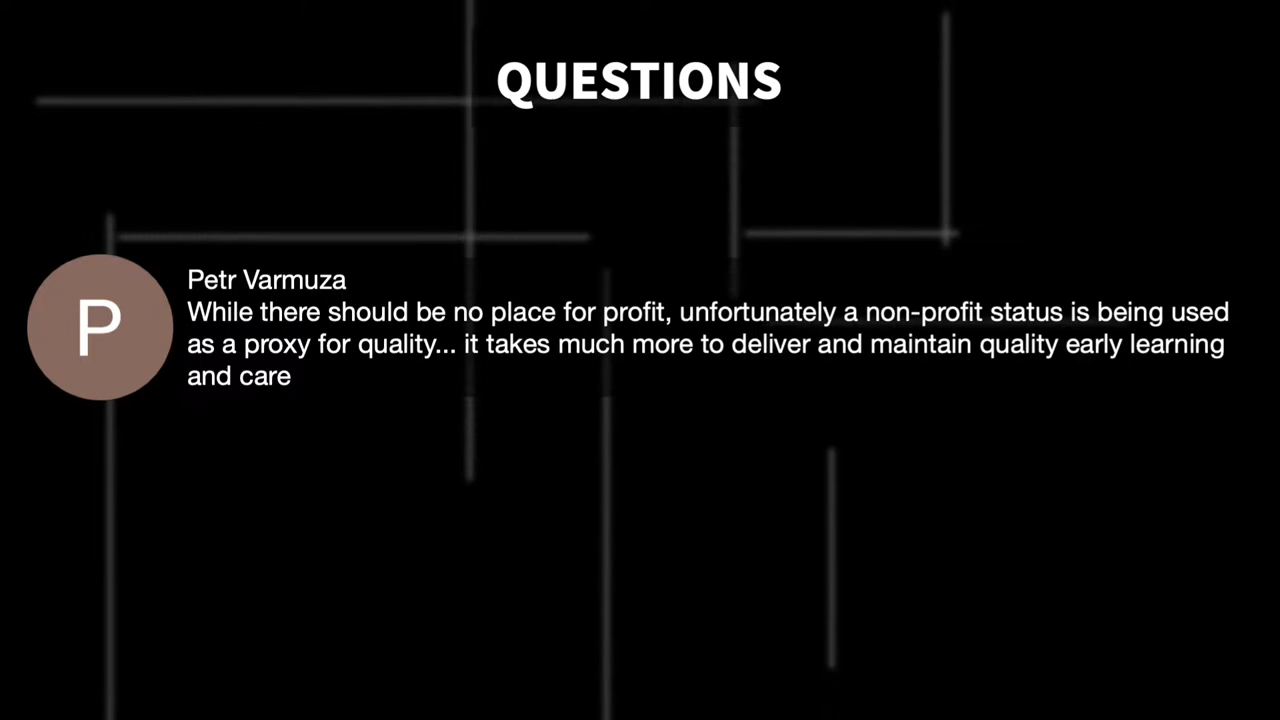 QUESTIONS
P
Petr Varmuza
While there should be no place for profit, unfortunately a non-profit status is being used
as a proxy for quality... it takes much more to deliver and maintain quality early learning
and care